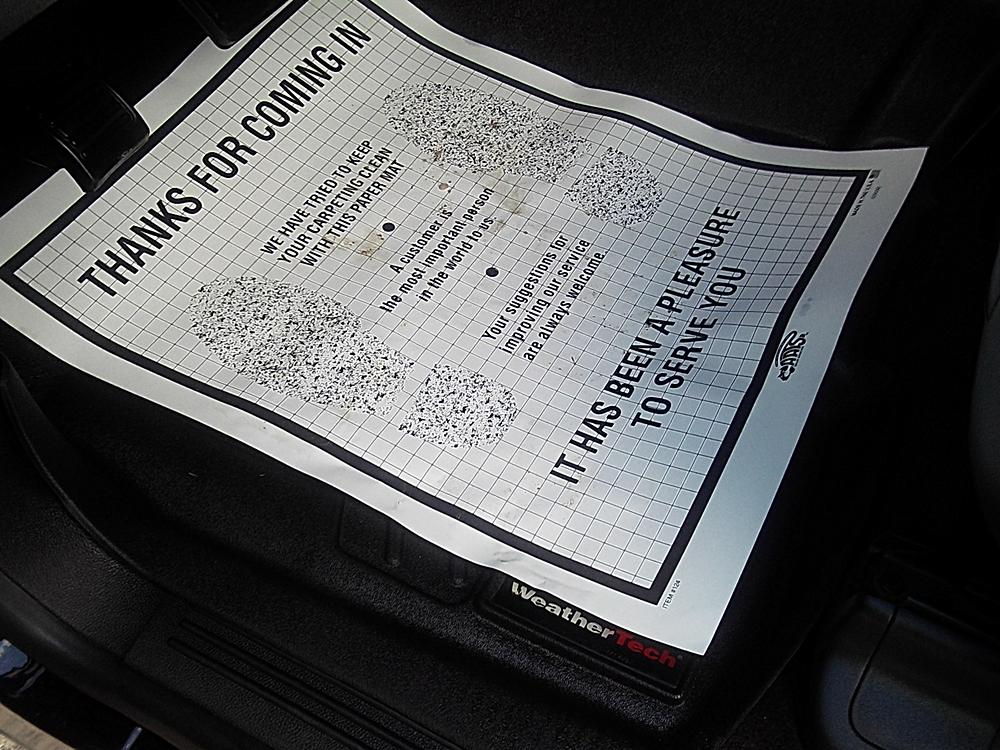 THANKS FOR COMING IN
WE HAVE TRIED TO KEEP
YOUR CARPETING CLEAN
WITH THIS PAPER MAT
A customer is
the most important person
in the world to us.
Your suggestions for
improving our service
are always welcome.
IT HAS BEEN A PLEASURE
TO SERVE YOU
ITEM #124
WeatherTech